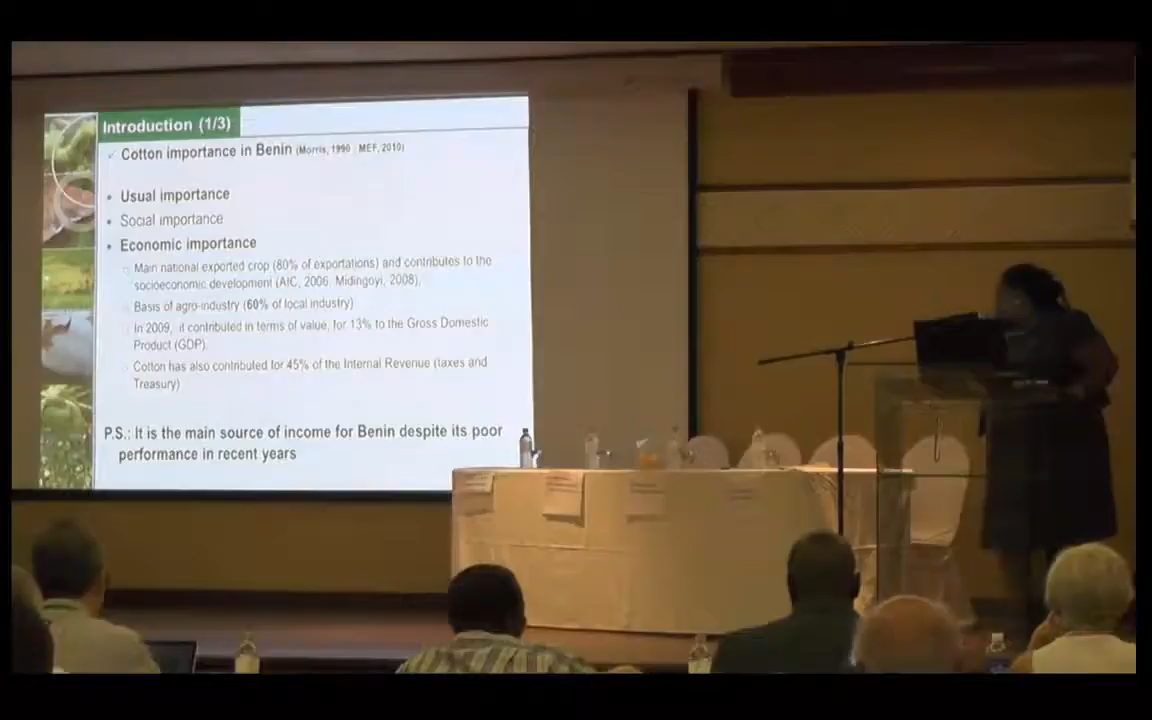 Introduction (1/3)
Cotton importance in Benin (Morris, 1990 MEF, 2010)
Usual importance
Social importance
Economic importance
Main national exported crop (80% of exportations) and contributes to the
socioeconomic development (AIC, 2006. Midingoyi, 2008),
Basis of agro-industry (60% of local industry)
In 2009, it contributed in terms of value, for 13% to the Gross Domestic
Product (GDP).
Cotton has also contributed for 45% of the Internal Revenue (taxes and
Treasury)
P.S.: It is the main source of income for Benin despite its poor
performance in recent years